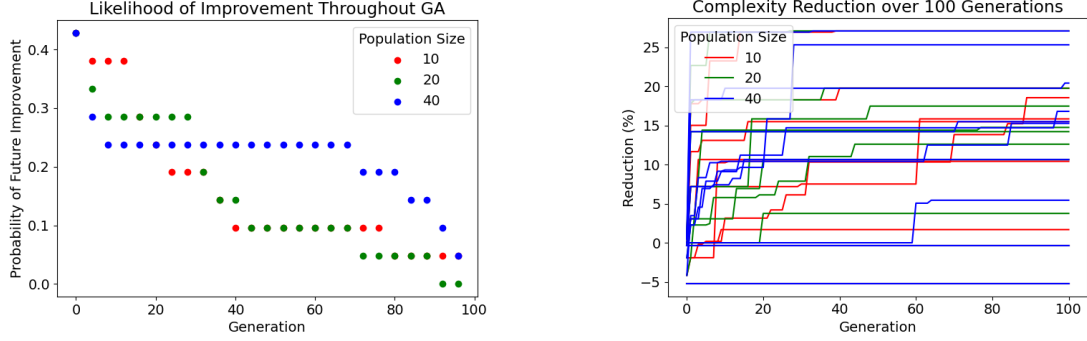 Likelihood of Improvement Throughout GA
Probability of Future Improvement
0.4
0.3
0.2
0.1
0.0
Population Size
10
20
40
0 20 40 60 80 100
Generation
Complexity Reduction over 100 Generations
Reduction (%)
25
20
15
10
5
0
−5
Population Size
10
20
40
0 20 40 60 80 100
Generation